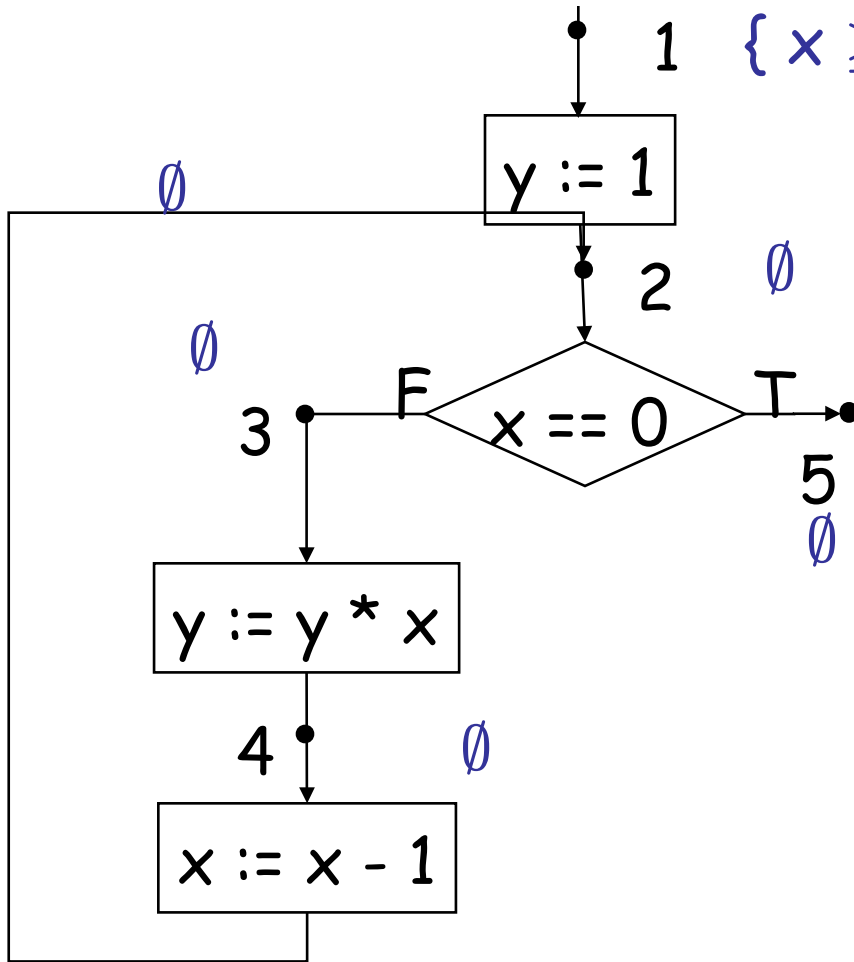 1 { x
y := 1
∅
2 ∅
∅
F T
3 x == 0
5
∅
y := y * x
4 ∅
x := x - 1